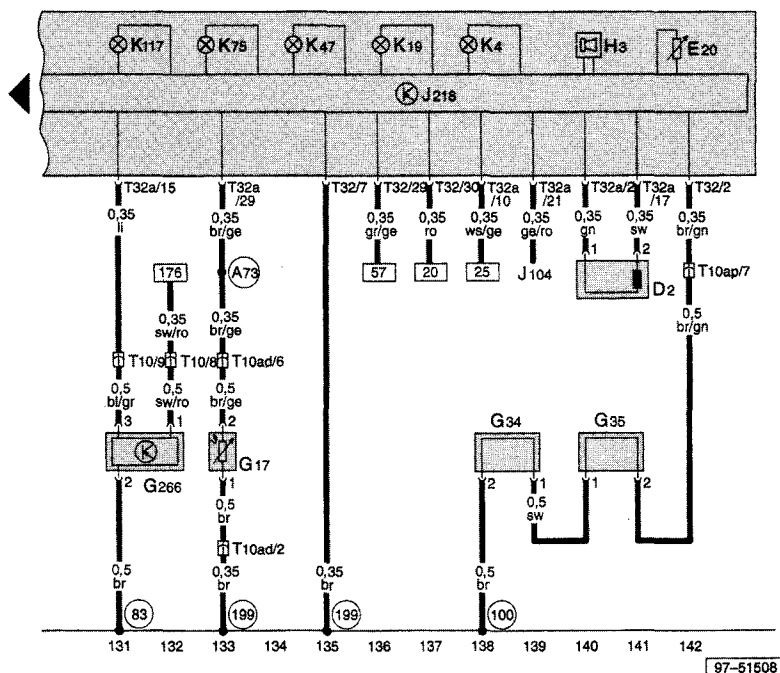 K117 K75 K47 K19 K4 H3 E20
K J218
T32a/15 T32a/29 T32/7 T32/29 T32/30 T32a/10 T32a/21 T32a/2 T32a/17 T32/2
0,35 li
0,35 br/ge
0,35 gr/ge
0,35 ro
0,35 ws/ge
0,35 ge/ro
0,35 gn
0,35 sw
0,35 br/gn
1 2
176 A73 57 20 25 J104 D2 T10ap/7
0,35 sw/ro
0,35 br/ge
0,5 br/gn
T10/9 T10/8 T10ad/6
0,5 bl/gr
0,5 sw/ro
0,5 br/ge
3 1 2 G34 G35
K G17
2 G266 1 2 1 1 2
0,5 br
0,5 sw
T10ad/2
0,5 br
0,35 br
0,35 br
0,5 br
83 199 199 100
131 132 133 134 135 136 137 138 139 140 141 142
97-51508